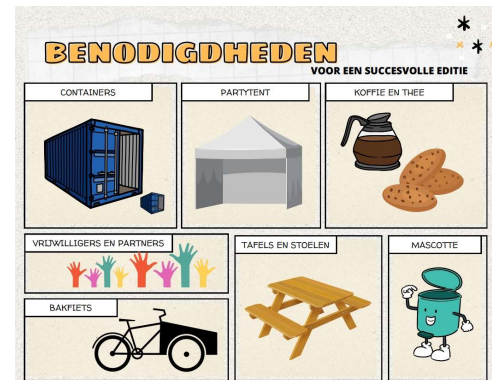 BENODIGDHEDEN
VOOR EEN SUCCESVOLLE EDITIE
CONTAINERS
PARTYTENT
KOFFIE EN THEE
VRIJWILLIGERS EN PARTNERS
TAFELS EN STOELEN
MASCOTTE
BAKFIETS